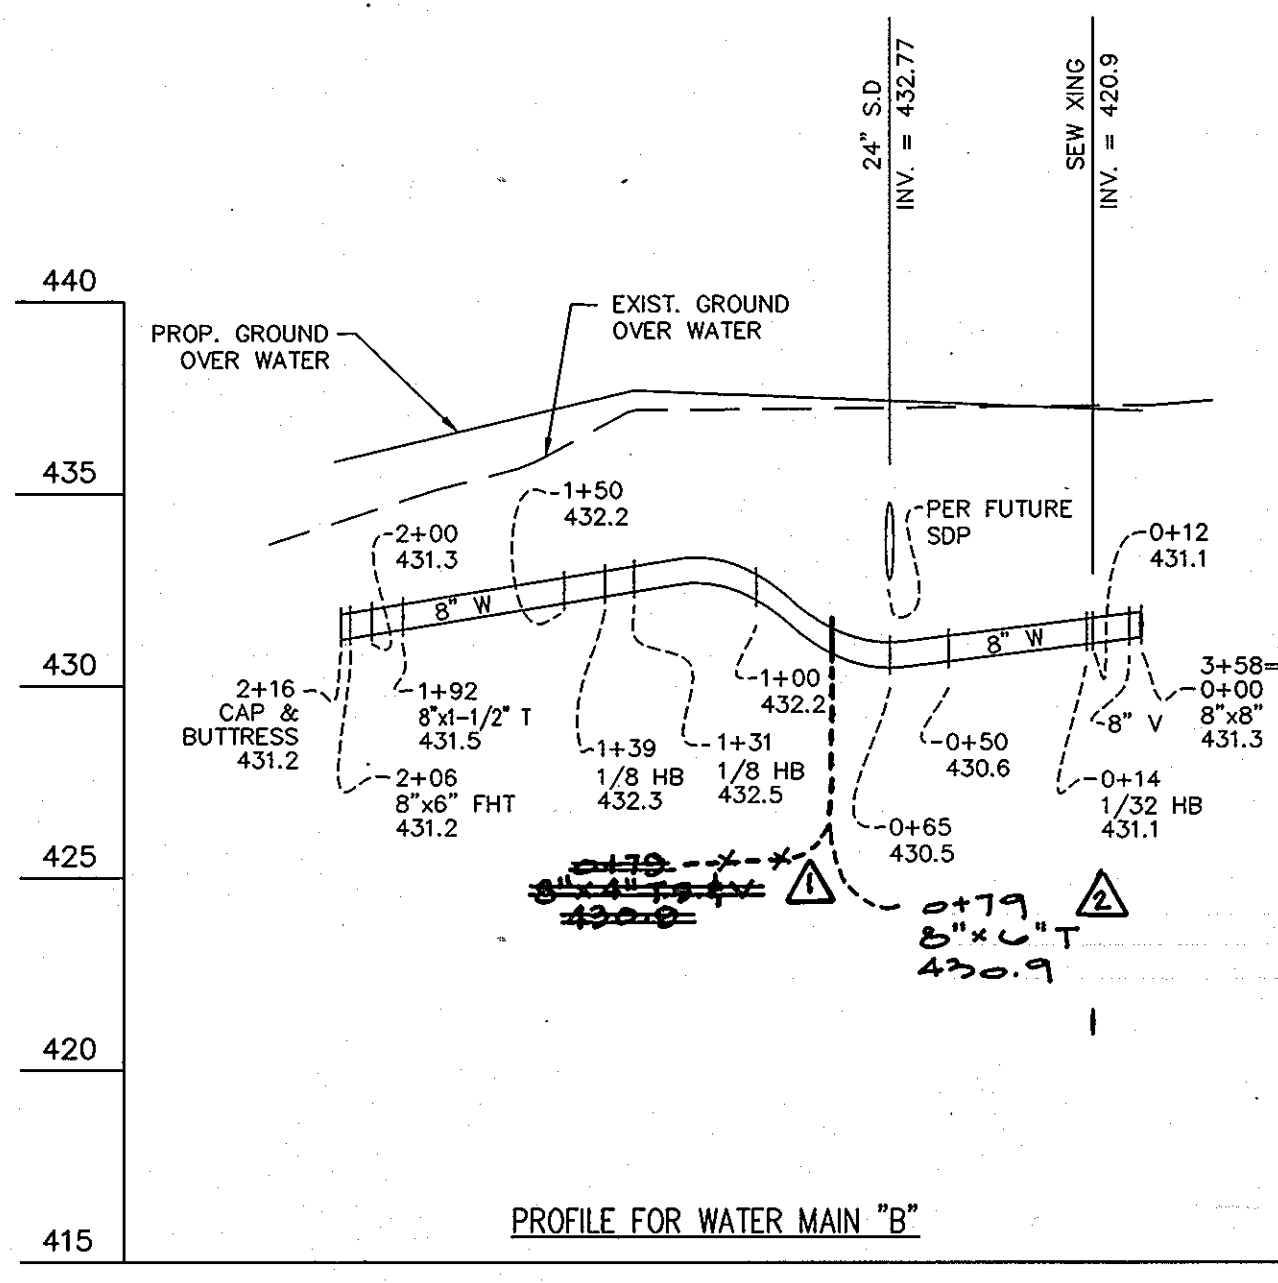 24" S.D
INV. = 432.77
SEW XING
INV. = 420.9
440
PROP. GROUND
OVER WATER
EXIST. GROUND
OVER WATER
435
1+50
432.2
2+00
431.3
PER FUTURE
SDP
0+12
431.1
8" W
8" W
430
2+16
CAP &
BUTTRESS
431.2
1+92
8"x1-1/2" T
431.5
2+06
8"x6" FHT
431.2
1+39
1/8 HB
432.3
1+31
1/8 HB
432.5
1+00
432.2
0+65
430.5
0+50
430.6
8" V
0+14
1/32 HB
431.1
3+58=
0+00
8"x8"
431.3
425
0+79
8" x 4" T.S.&V
430.9
1
0+79
8" x 6" T
430.9
2
420
415
PROFILE FOR WATER MAIN "B"